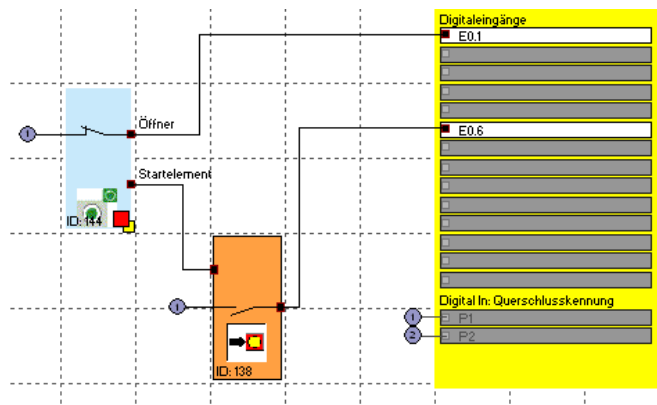 Digitaleingänge
E0.1
Öffner
1
E0.6
Startelement
ID: 144
1
Digital In: Querschlusskennung
1 P1
2 P2
ID: 138